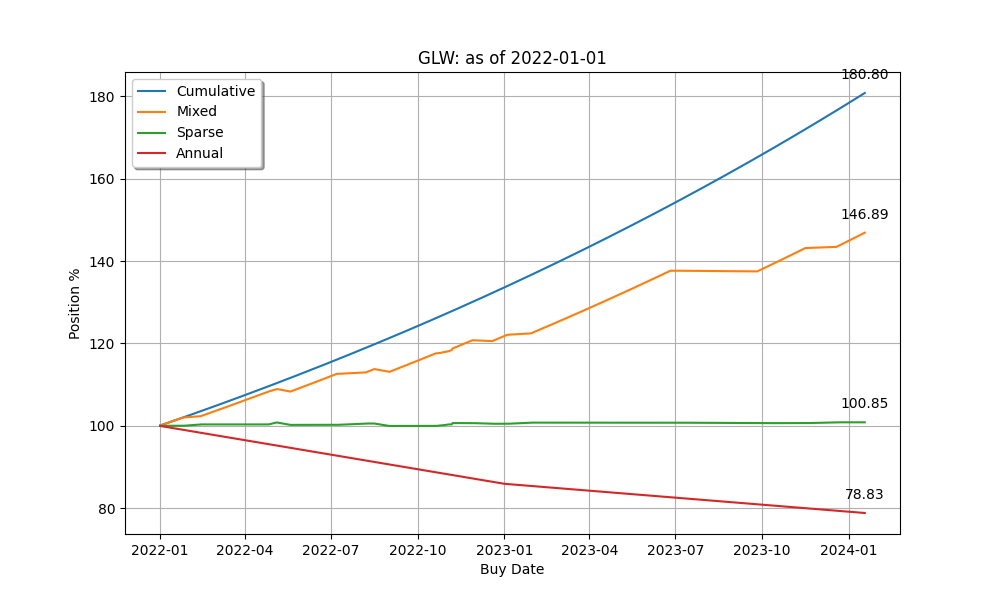 GLW: as of 2022-01-01
Cumulative
Mixed
Sparse
Annual
180.80
146.89
100.85
78.83
Position %
180
160
140
120
100
80
2022-01 2022-04 2022-07 2022-10 2023-01 2023-04 2023-07 2023-10 2024-01
Buy Date